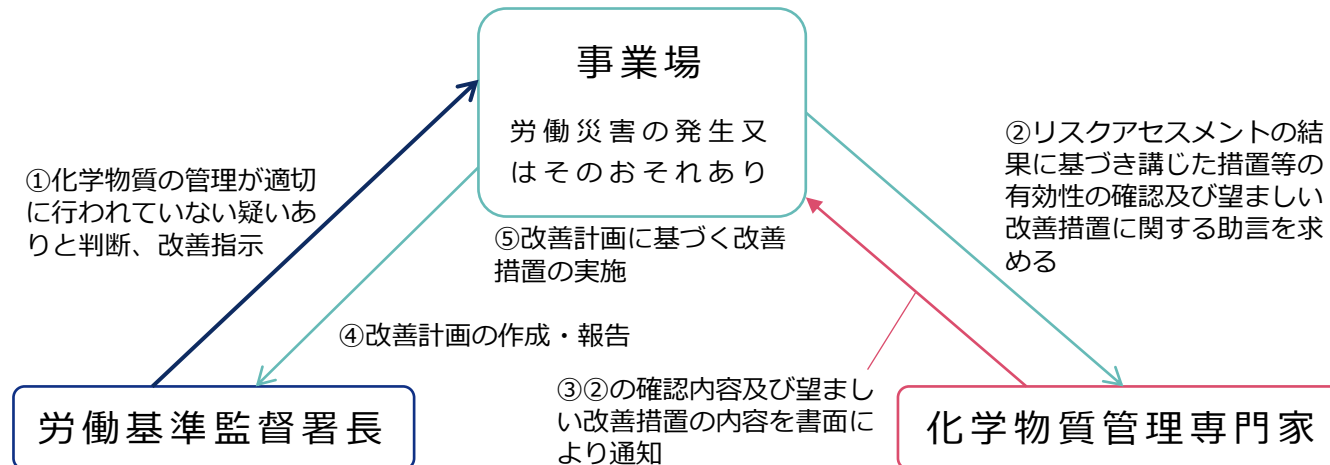 事業場
労働災害の発生又
はそのおそれあり
①化学物質の管理が適切
に行われていない疑いあ
りと判断、改善指示
②リスクアセスメントの結
果に基づき講じた措置等の
有効性の確認及び望ましい
改善措置に関する助言を求
める
⑤改善計画に基づく改善
措置の実施
④改善計画の作成・報告
③②の確認内容及び望まし
い改善措置の内容を書面に
より通知
労働基準監督署長
化学物質管理専門家